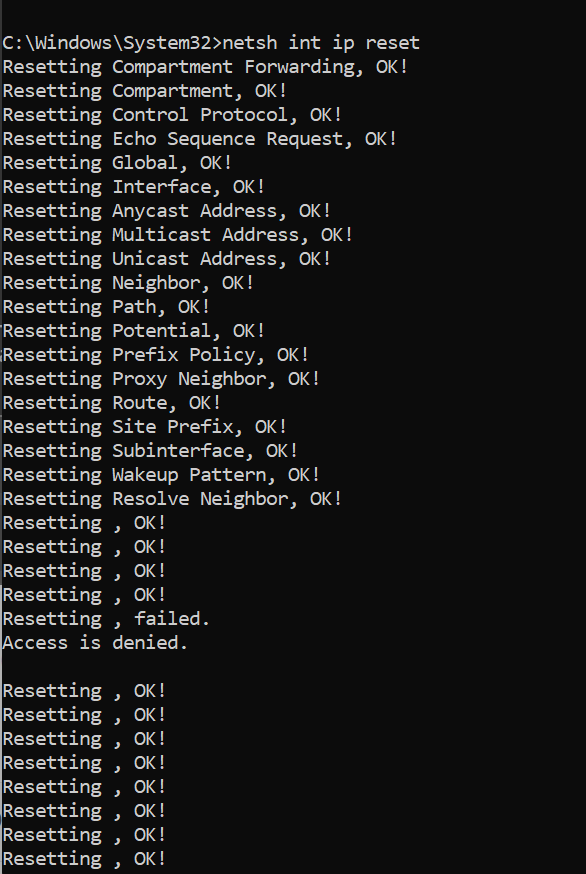 C:\Windows\System32>netsh int ip reset
Resetting Compartment Forwarding, OK!
Resetting Compartment, OK!
Resetting Control Protocol, OK!
Resetting Echo Sequence Request, OK!
Resetting Global, OK!
Resetting Interface, OK!
Resetting Anycast Address, OK!
Resetting Multicast Address, OK!
Resetting Unicast Address, OK!
Resetting Neighbor, OK!
Resetting Path, OK!
Resetting Potential, OK!
Resetting Prefix Policy, OK!
Resetting Proxy Neighbor, OK!
Resetting Route, OK!
Resetting Site Prefix, OK!
Resetting Subinterface, OK!
Resetting Wakeup Pattern, OK!
Resetting Resolve Neighbor, OK!
Resetting , OK!
Resetting , OK!
Resetting , OK!
Resetting , OK!
Resetting , failed.
Access is denied.

Resetting , OK!
Resetting , OK!
Resetting , OK!
Resetting , OK!
Resetting , OK!
Resetting , OK!
Resetting , OK!
Resetting , OK!